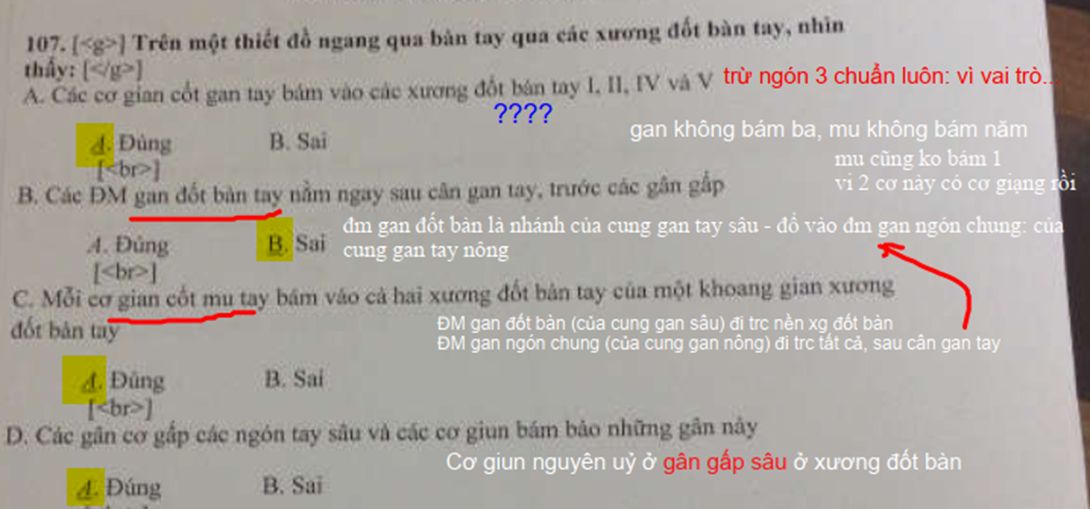 107. [<g>] Trên một thiết đồ ngang qua bàn tay qua các xương đốt bàn tay, nhìn
thấy: [</g>]
A. Các cơ gian cốt gan tay bám vào các xương đốt bàn tay I, II, IV và V
trừ ngón 3 chuẩn luôn: vì vai trò..
????
gan không bám ba, mu không bám năm
A. Đúng B. Sai
[<br>]
mu cũng ko bám 1
vì 2 cơ này có cơ giạng rồi
B. Các ĐM gan đốt bàn tay nằm ngay sau cân gan tay, trước các gân gấp
A. Đúng B. Sai
[<br>]
đm gan đốt bàn là nhánh của cung gan tay sâu - đổ vào đm gan ngón chung: của
cung gan tay nông
C. Mỗi cơ gian cốt mu tay bám vào cả hai xương đốt bàn tay của một khoang gian xương
đốt bàn tay
ĐM gan đốt bàn (của cung gan sâu) đi trc nền xg đốt bàn
ĐM gan ngón chung (của cung gan nông) đi trc tất cả, sau cân gan tay
A. Đúng B. Sai
[<br>]
D. Các gân cơ gấp các ngón tay sâu và các cơ giun bám bảo những gân này
Cơ giun nguyên uỷ ở gân gấp sâu ở xương đốt bàn
A. Đúng B. Sai